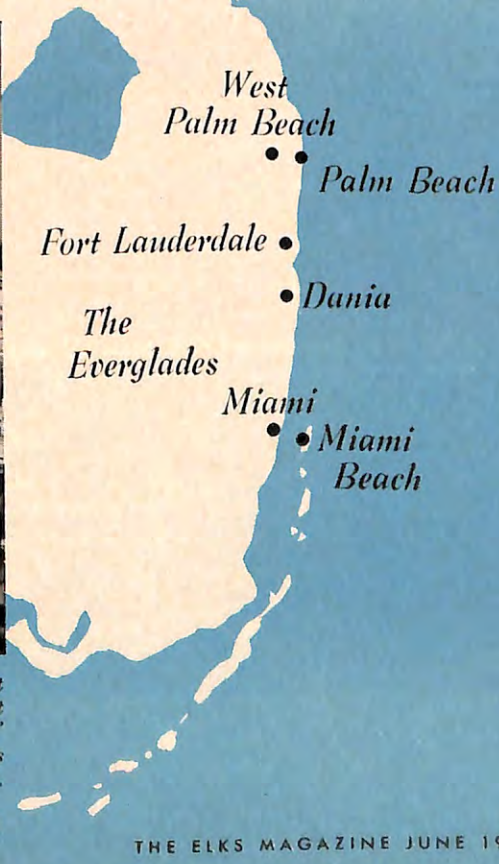 West
Palm Beach
Palm Beach
Fort Lauderdale
Dania
The
Everglades
Miami
Miami
Beach
THE ELKS MAGAZINE JUNE 19